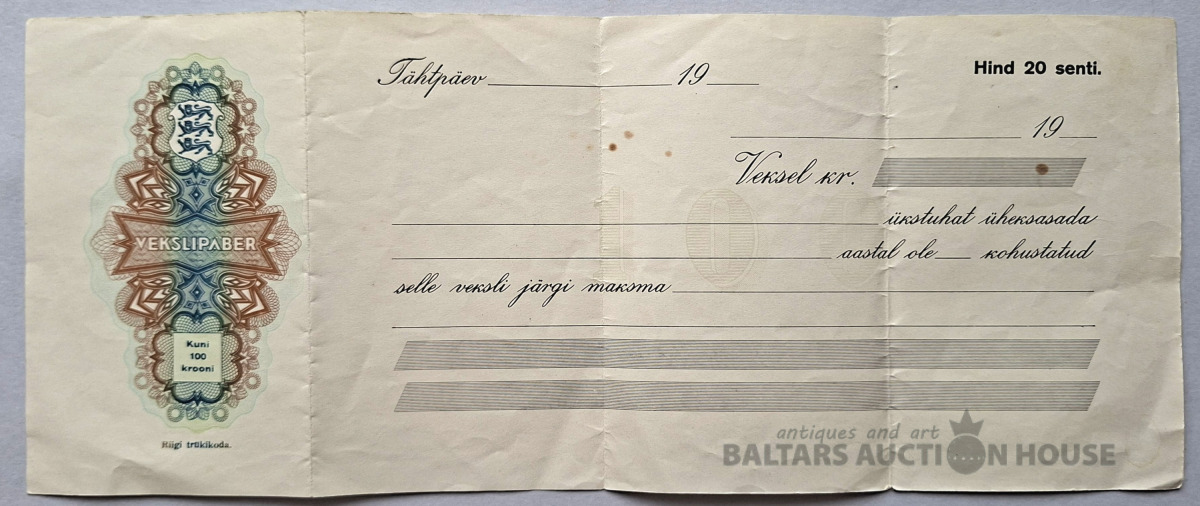 Tähtpäev 19
Hind 20 senti.
19
Veksel kr.
VEKSLIPABER
ükstuhat üheksasada
aastal ole kohustatud
selle veksli järgi maksma
Kuni
100
krooni
Riigi trükikoda.
antiques and art
BALTARS AUCTION HOUSE